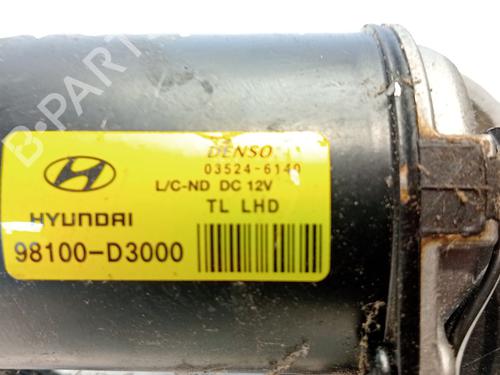 DENSO
03524-6140
L/C-ND DC 12V
HYUNDAI
TL LHD
98100-D3000
B-PARTS